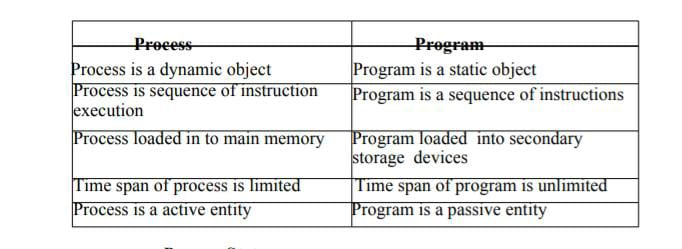 Process Program
Process is a dynamic object Program is a static object
Process is sequence of instruction
execution
Program is a sequence of instructions
Process loaded in to main memory
Program loaded into secondary
storage devices
Time span of process is limited Time span of program is unlimited
Process is a active entity Program is a passive entity